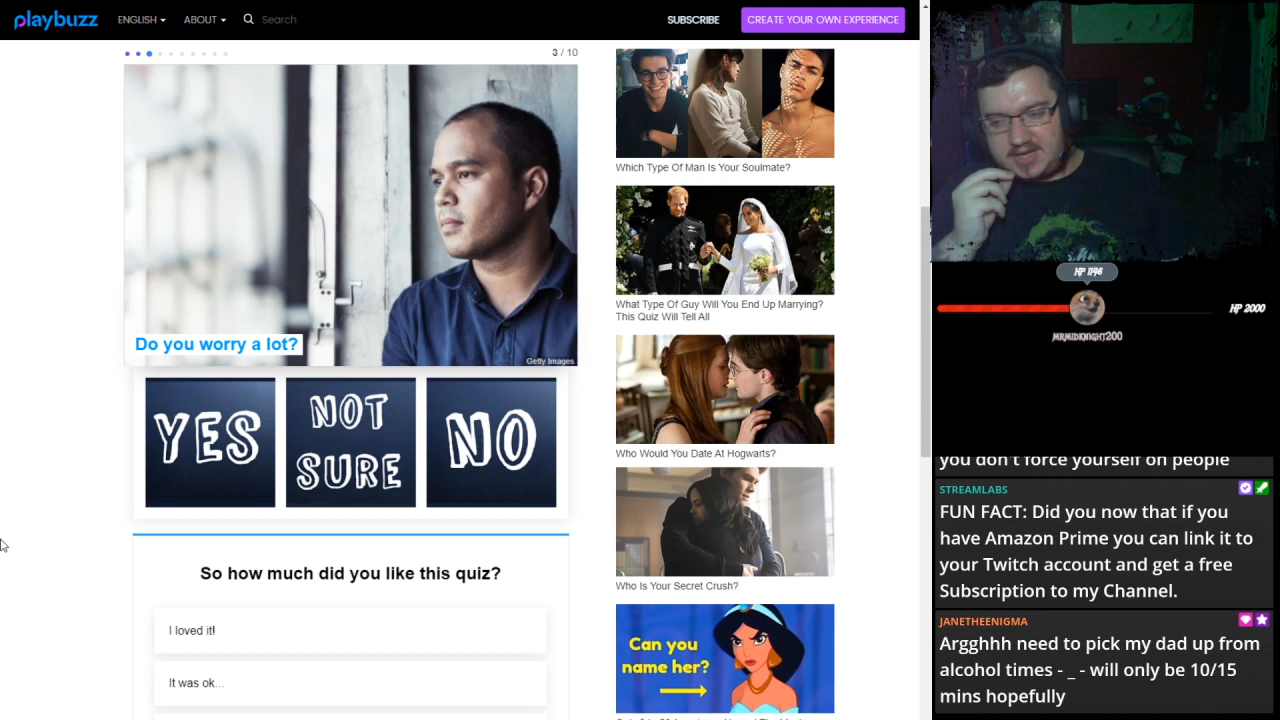 playbuzz
ENGLISH
ABOUT
Search
SUBSCRIBE
CREATE YOUR OWN EXPERIENCE
3 / 10
Do you worry a lot?
Getty Images
YES
NOT
SURE
NO
So how much did you like this quiz?
I loved it!
It was ok...
Which Type Of Man Is Your Soulmate?
What Type Of Guy Will You End Up Marrying?
This Quiz Will Tell All
Who Would You Date At Hogwarts?
Who Is Your Secret Crush?
Can you
name her?
HP 1146
HP 2000
MRMIDKNIGHT200
you don't force yourself on people
STREAMLABS
FUN FACT: Did you now that if you
have Amazon Prime you can link it to
your Twitch account and get a free
Subscription to my Channel.
JANETHEENIGMA
Argghhh need to pick my dad up from
alcohol times - _ - will only be 10/15
mins hopefully